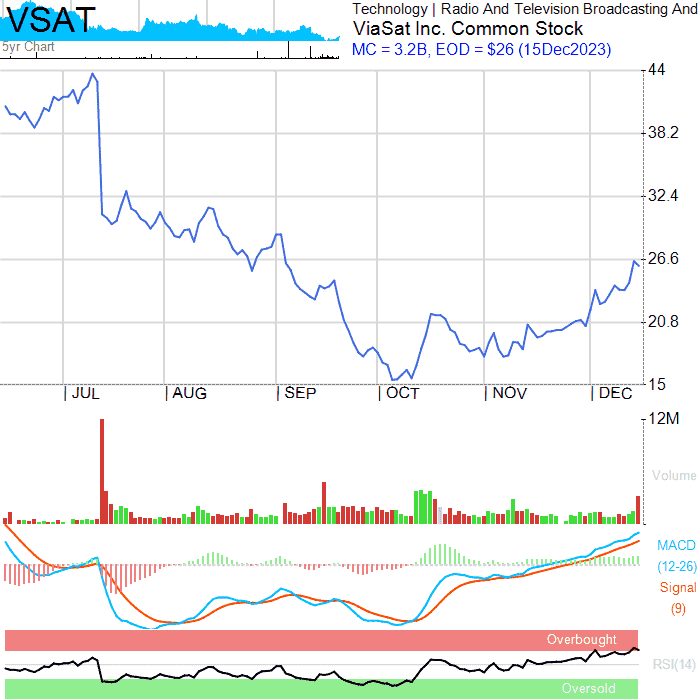 VSAT
5yr Chart
Technology | Radio And Television Broadcasting And
ViaSat Inc. Common Stock
MC = 3.2B, EOD = $26 (15Dec2023)
44
38.2
32.4
26.6
20.8
15
JUL
AUG
SEP
OCT
NOV
DEC
12M
Volume
MACD
(12-26)
Signal
(9)
Overbought
RSI(14)
Oversold